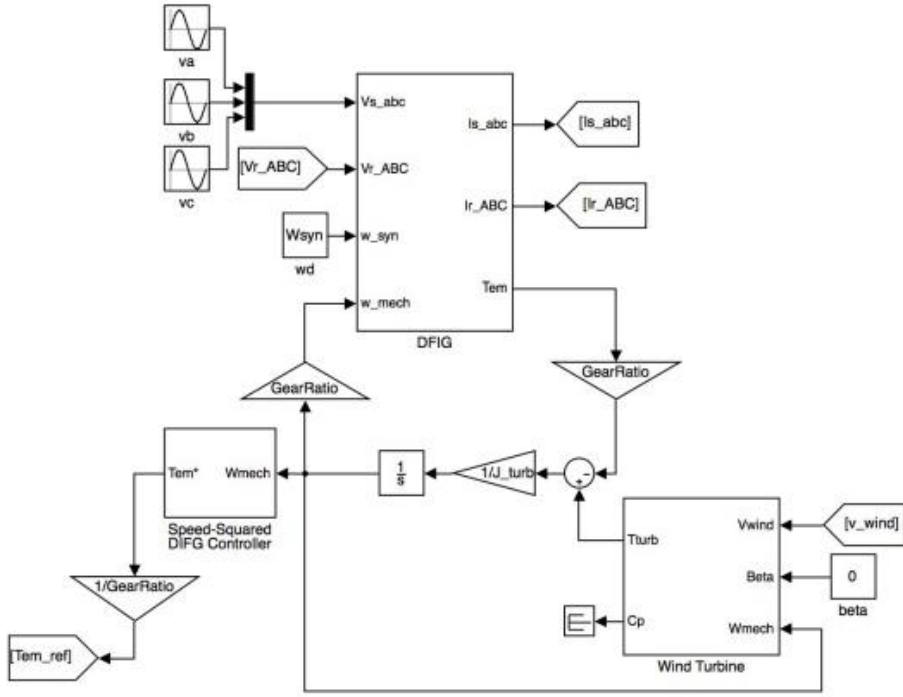 va
vb
vc
[Vr_ABC]
Wsyn
wd
Vs_abc
Vr_ABC
w_syn
w_mech
Is_abc
Ir_ABC
Tem
DFIG
[Is_abc]
[Ir_ABC]
GearRatio
GearRatio
Tem*
Wmech
Speed-Squared
DIFG Controller
1
s
1/J_turb
-
+
1/GearRatio
[Tem_ref]
Tturb
Cp
Vwind
Beta
Wmech
Wind Turbine
[v_wind]
0
beta